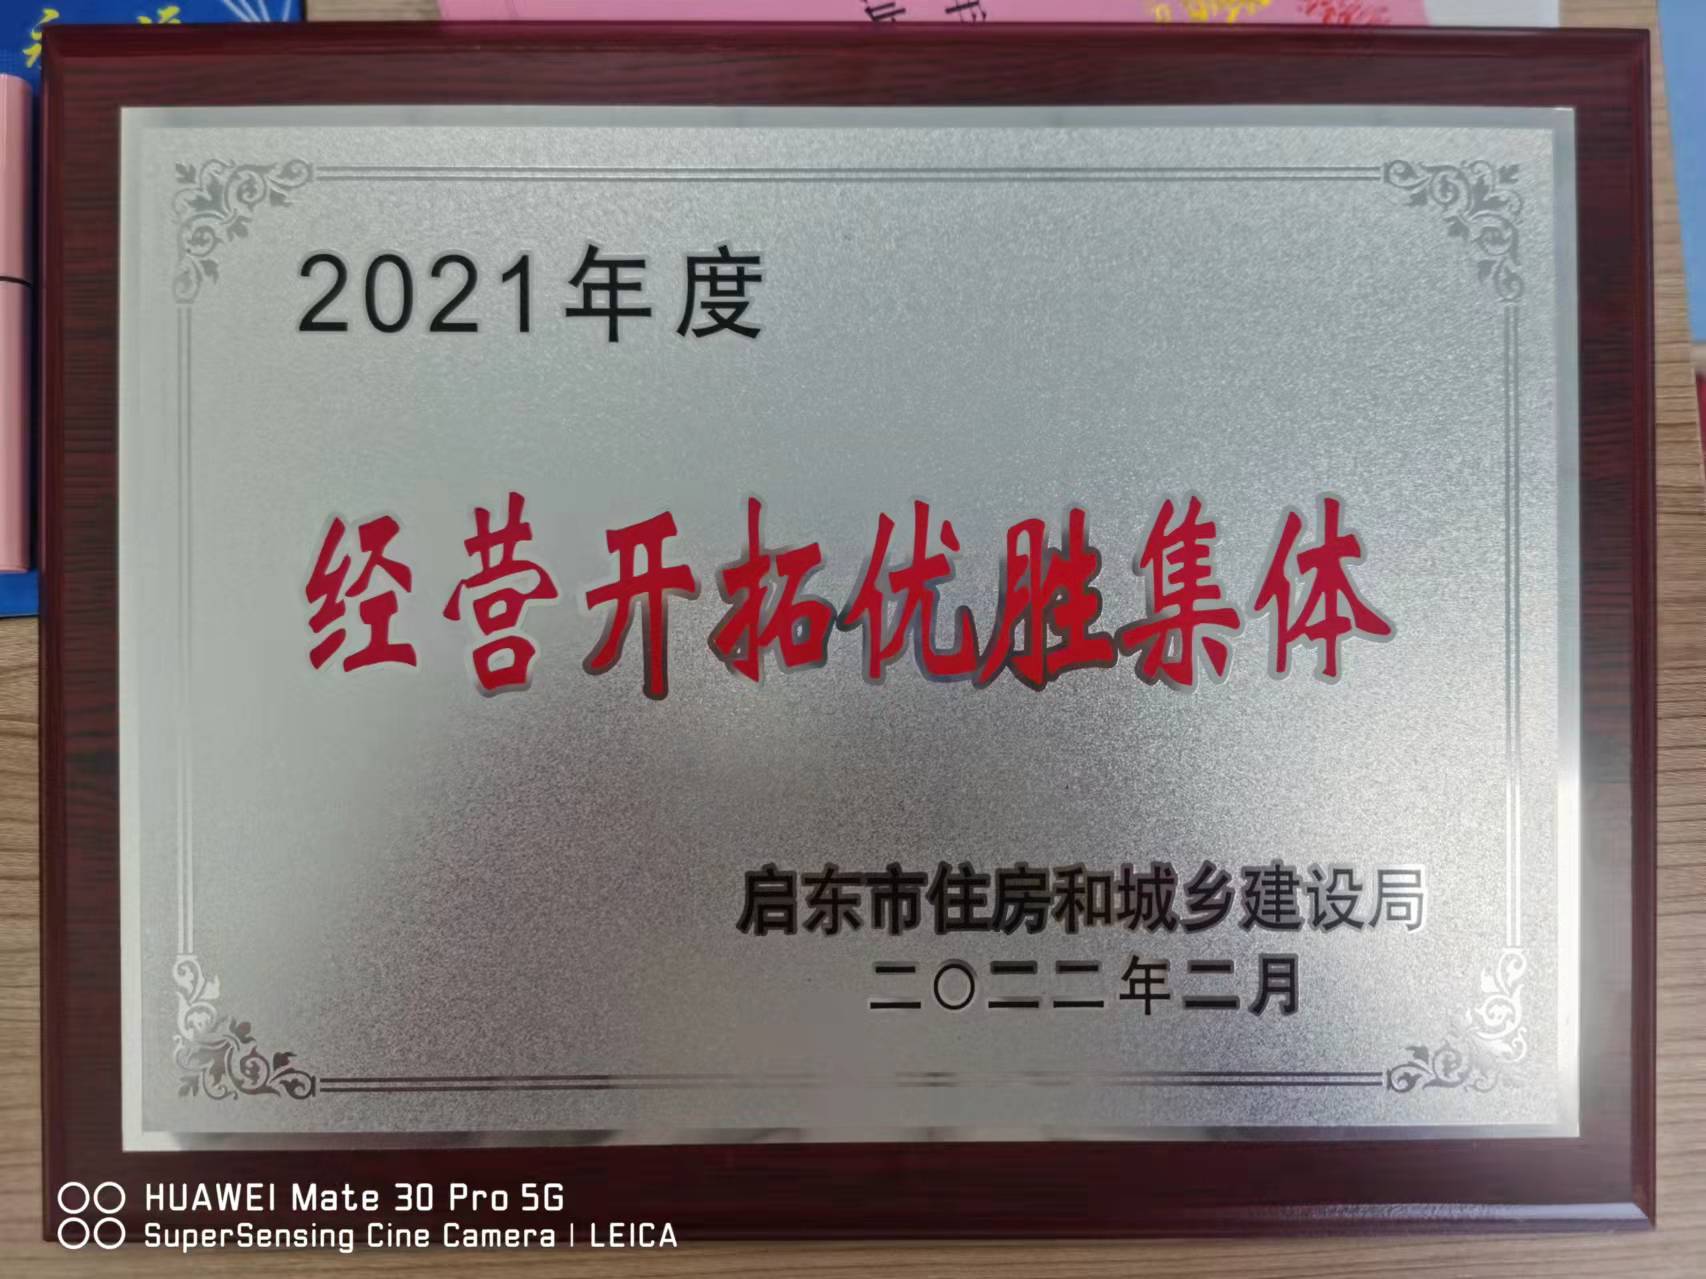 2021年度
经营开拓优胜集体
启东市住房和城乡建设局
二〇二二年二月
HUAWEI Mate 30 Pro 5G
SuperSensing Cine Camera | LEICA